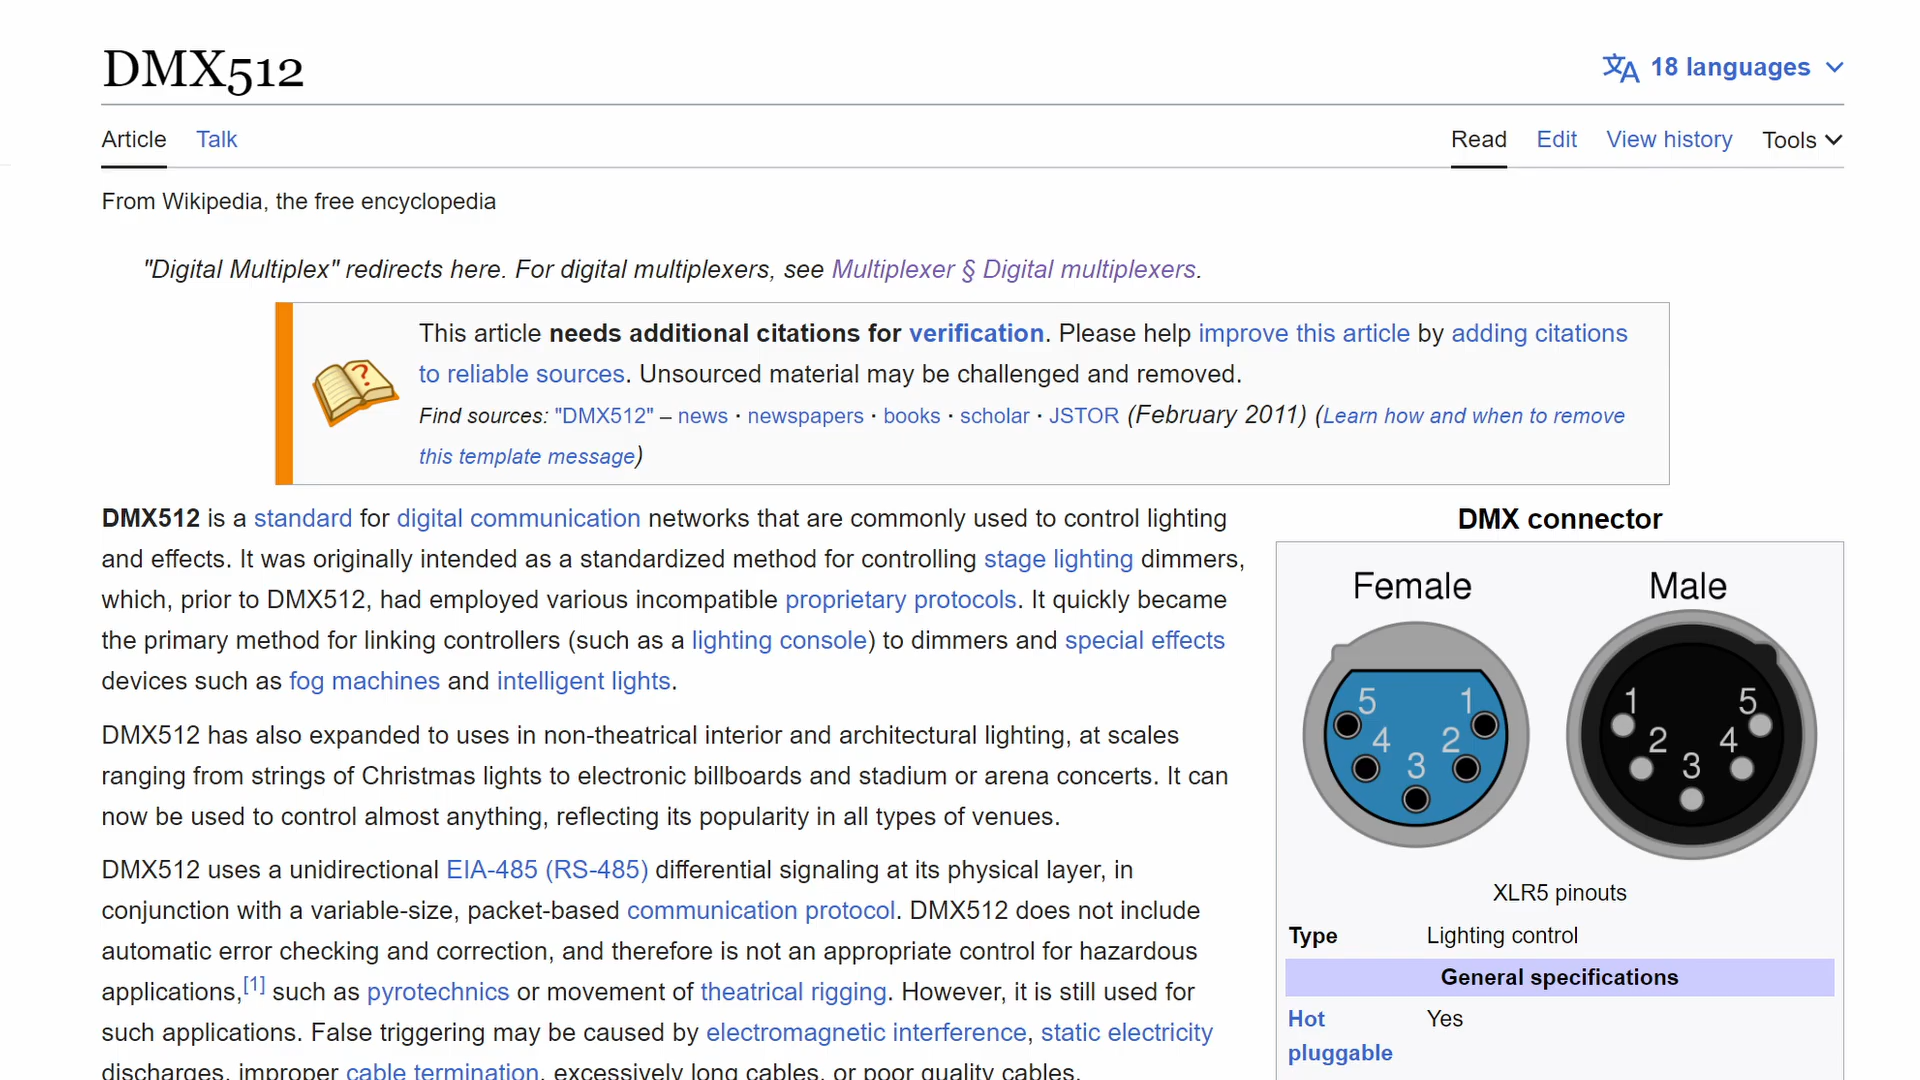 DMX512
18 languages
Article Talk
Read Edit View history Tools
From Wikipedia, the free encyclopedia
"Digital Multiplex" redirects here. For digital multiplexers, see Multiplexer § Digital multiplexers.
This article needs additional citations for verification. Please help improve this article by adding citations
to reliable sources. Unsourced material may be challenged and removed.
Find sources: "DMX512" – news · newspapers · books · scholar · JSTOR (February 2011) (Learn how and when to remove
this template message)
DMX512 is a standard for digital communication networks that are commonly used to control lighting
and effects. It was originally intended as a standardized method for controlling stage lighting dimmers,
which, prior to DMX512, had employed various incompatible proprietary protocols. It quickly became
the primary method for linking controllers (such as a lighting console) to dimmers and special effects
devices such as fog machines and intelligent lights.
DMX512 has also expanded to uses in non-theatrical interior and architectural lighting, at scales
ranging from strings of Christmas lights to electronic billboards and stadium or arena concerts. It can
now be used to control almost anything, reflecting its popularity in all types of venues.
DMX512 uses a unidirectional EIA-485 (RS-485) differential signaling at its physical layer, in
conjunction with a variable-size, packet-based communication protocol. DMX512 does not include
automatic error checking and correction, and therefore is not an appropriate control for hazardous
applications,[1] such as pyrotechnics or movement of theatrical rigging. However, it is still used for
such applications. False triggering may be caused by electromagnetic interference, static electricity
discharges, improper cable termination, excessively long cables, or poor quality cables.
DMX connector
Female Male
5 1 1 5
4 2 2 4
3 3
XLR5 pinouts
Type Lighting control
General specifications
Hot Yes
pluggable